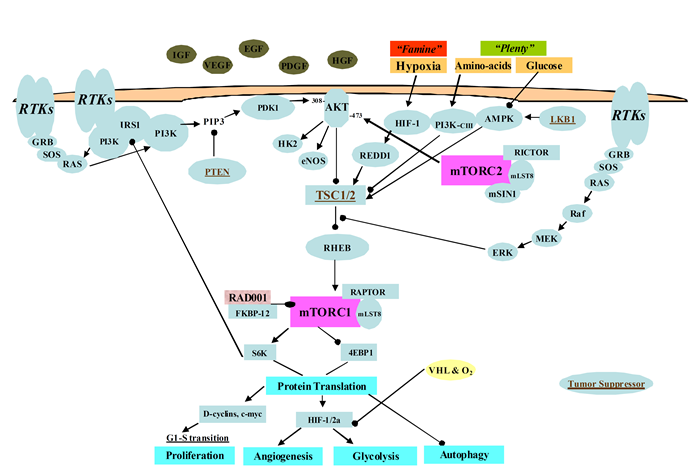 "Famine"
"Plenty"
IGF
VEGF
EGF
PDGF
HGF
Hypoxia
Amino-acids
Glucose
RTKs
RTKs
RTKs
IRS1
PI3K
PI3K
PIP3
PDK1
308-
AKT
-473
HIF-1
PI3K-CIII
AMPK
LKB1
GRB
SOS
RAS
PTEN
HK2
eNOS
REDD1
TSC1/2
mTORC2
RICTOR
mLST8
mSIN1
GRB
SOS
RAS
Raf
MEK
ERK
RHEB
RAD001
FKBP-12
mTORC1
RAPTOR
mLST8
S6K
4EBP1
VHL & O2
Protein Translation
Tumor Suppressor
D-cyclins, c-myc
HIF-1/2a
G1-S transition
Proliferation
Angiogenesis
Glycolysis
Autophagy